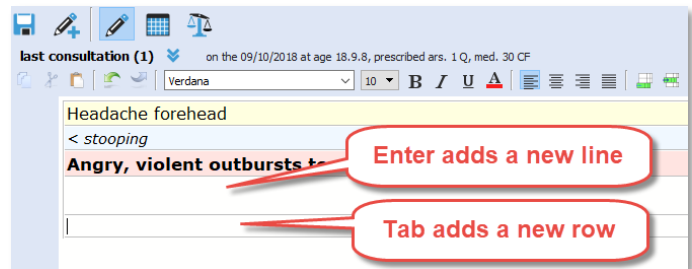 last consultation (1) on the 09/10/2018 at age 18.9.8, prescribed ars. 1 Q, med. 30 CF
Verdana 10 B I U A
Headache forehead
< stooping
Angry, violent outbursts
Enter adds a new line
Tab adds a new row